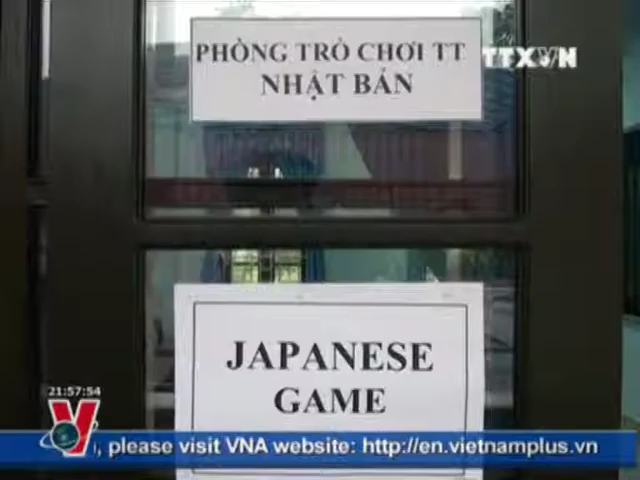 PHÒNG TRÒ CHƠI TT
NHẬT BẢN
TTXVN
JAPANESE
GAME
21:57:54
V
, please visit VNA website: http://en.vietnamplus.vn